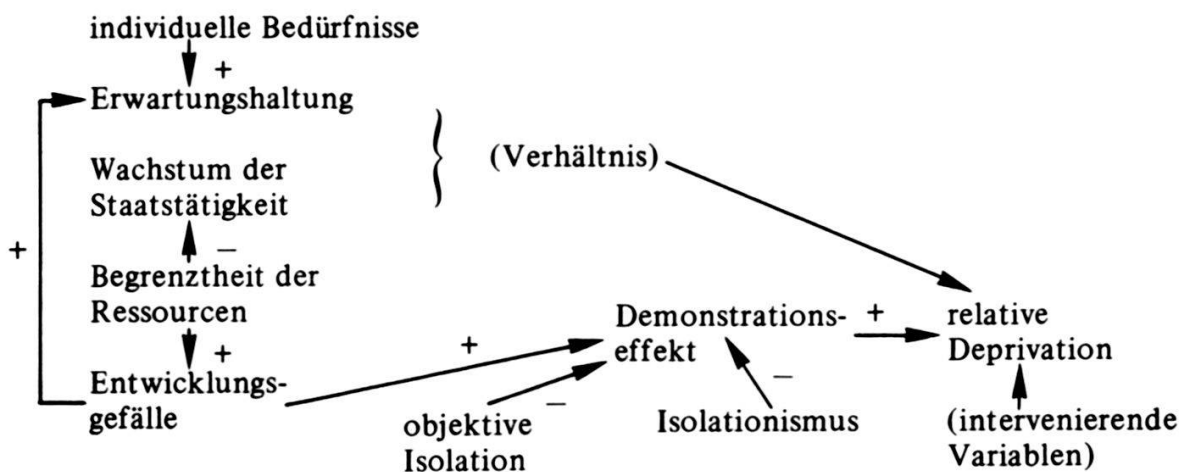 individuelle Bedürfnisse
+
Erwartungshaltung
Wachstum der
Staatstätigkeit
(Verhältnis)
+
–
Begrenztheit der
Ressourcen
+
Entwicklungs-
gefälle
+
Demonstrations-
effekt
+
relative
Deprivation
–
objektive
Isolation
–
Isolationismus
(intervenierende
Variablen)